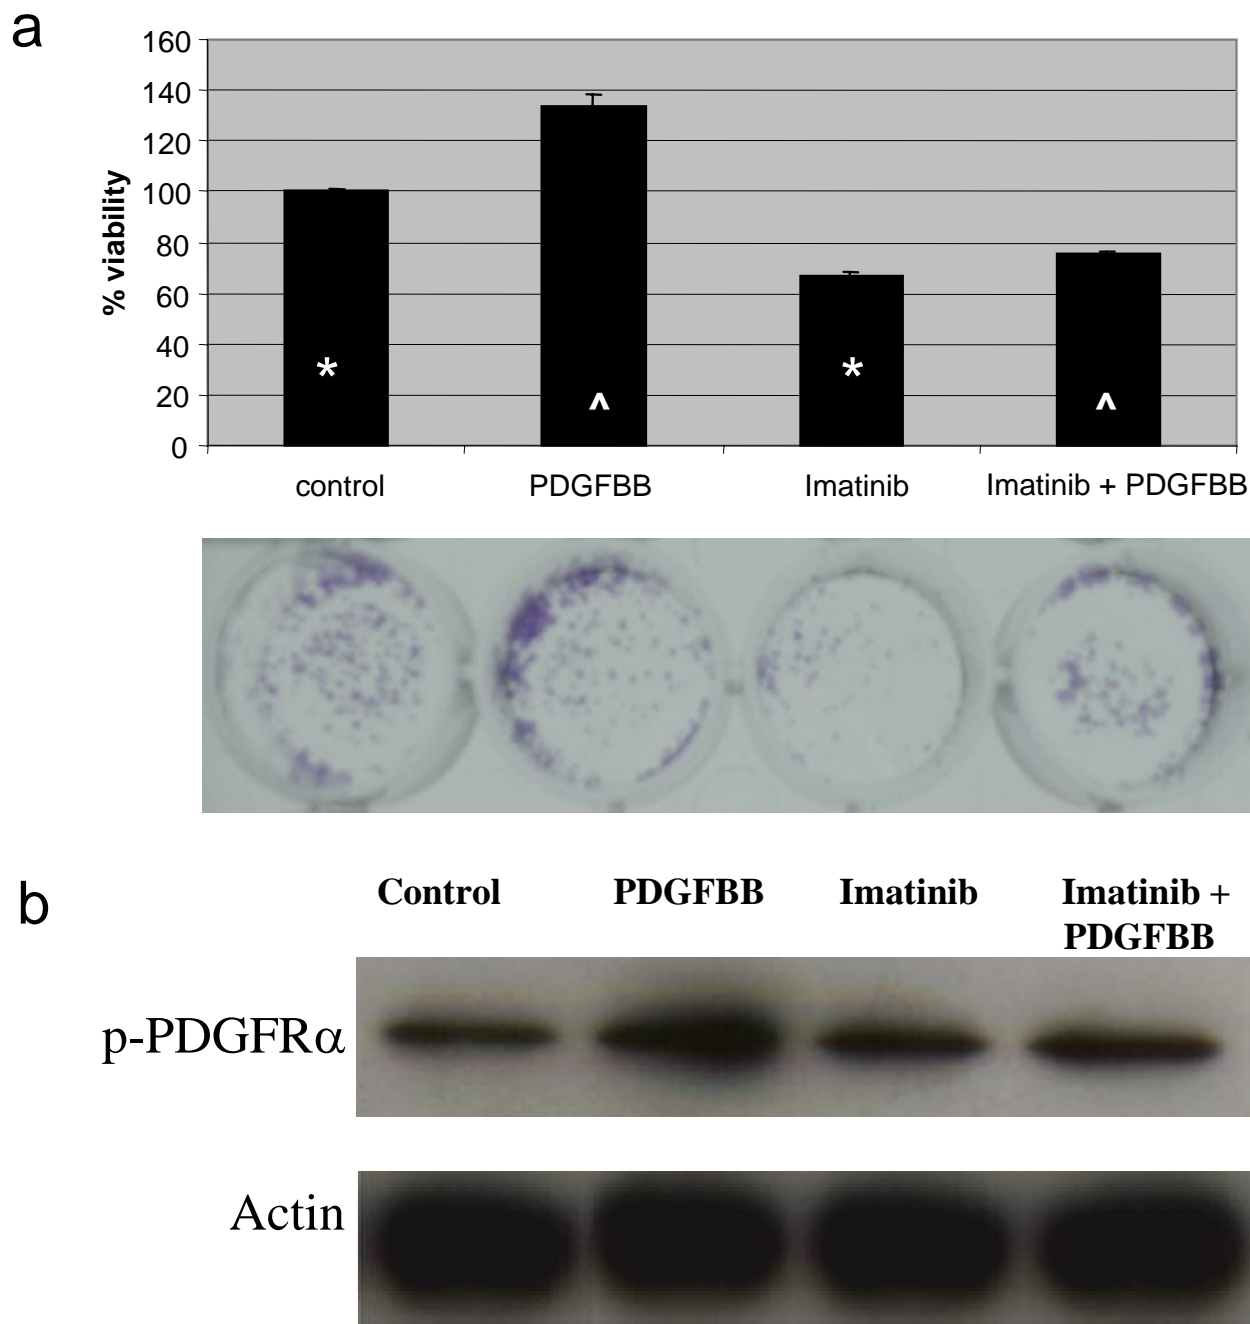 a
160
140
120
100
80
60
40
20
0
% viability
* ^ * ^
control PDGFBB Imatinib Imatinib + PDGFBB
b
Control PDGFBB Imatinib Imatinib +
PDGFBB
p-PDGFRα
Actin